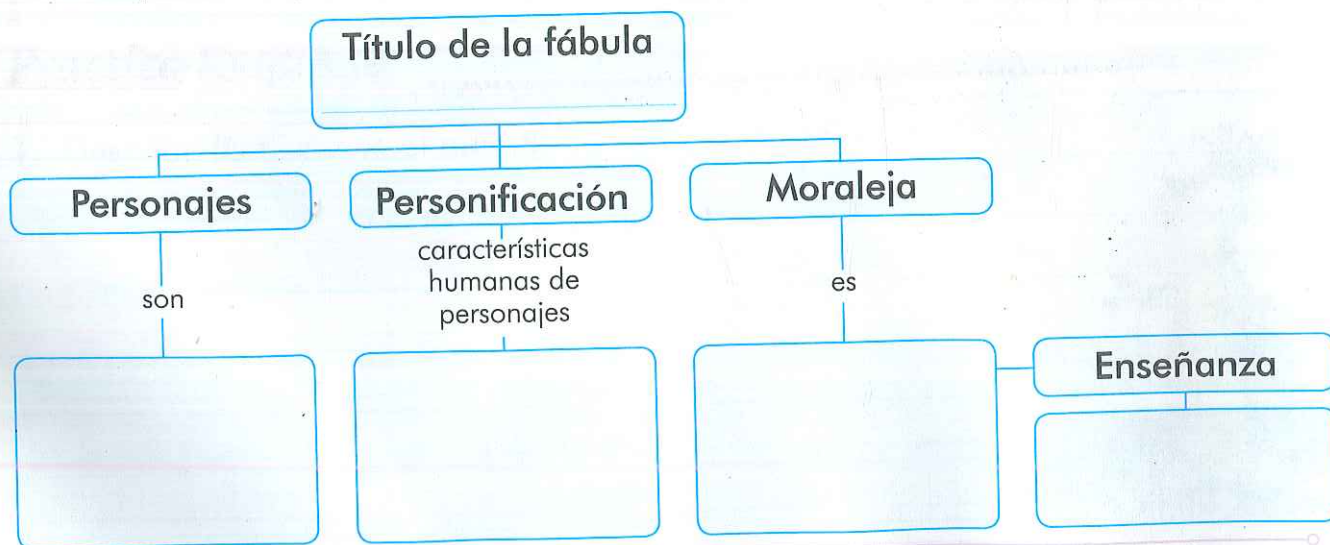 Título de la fábula
Personajes
Personificación
Moraleja
son
características
humanas de
personajes
es
Enseñanza